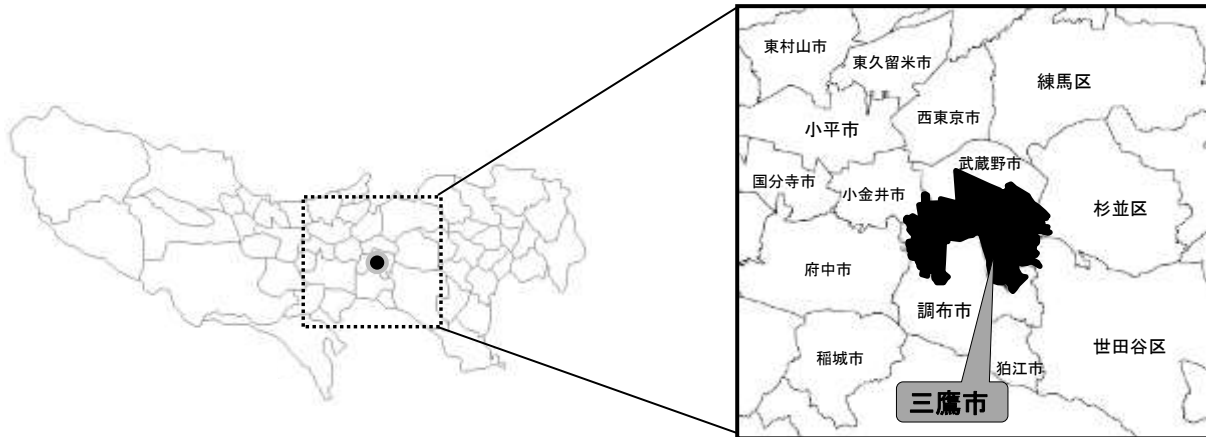 東村山市
東久留米市
練馬区
西東京市
小平市
武蔵野市
国分寺市
小金井市
杉並区
府中市
調布市
世田谷区
稲城市
狛江市
三鷹市